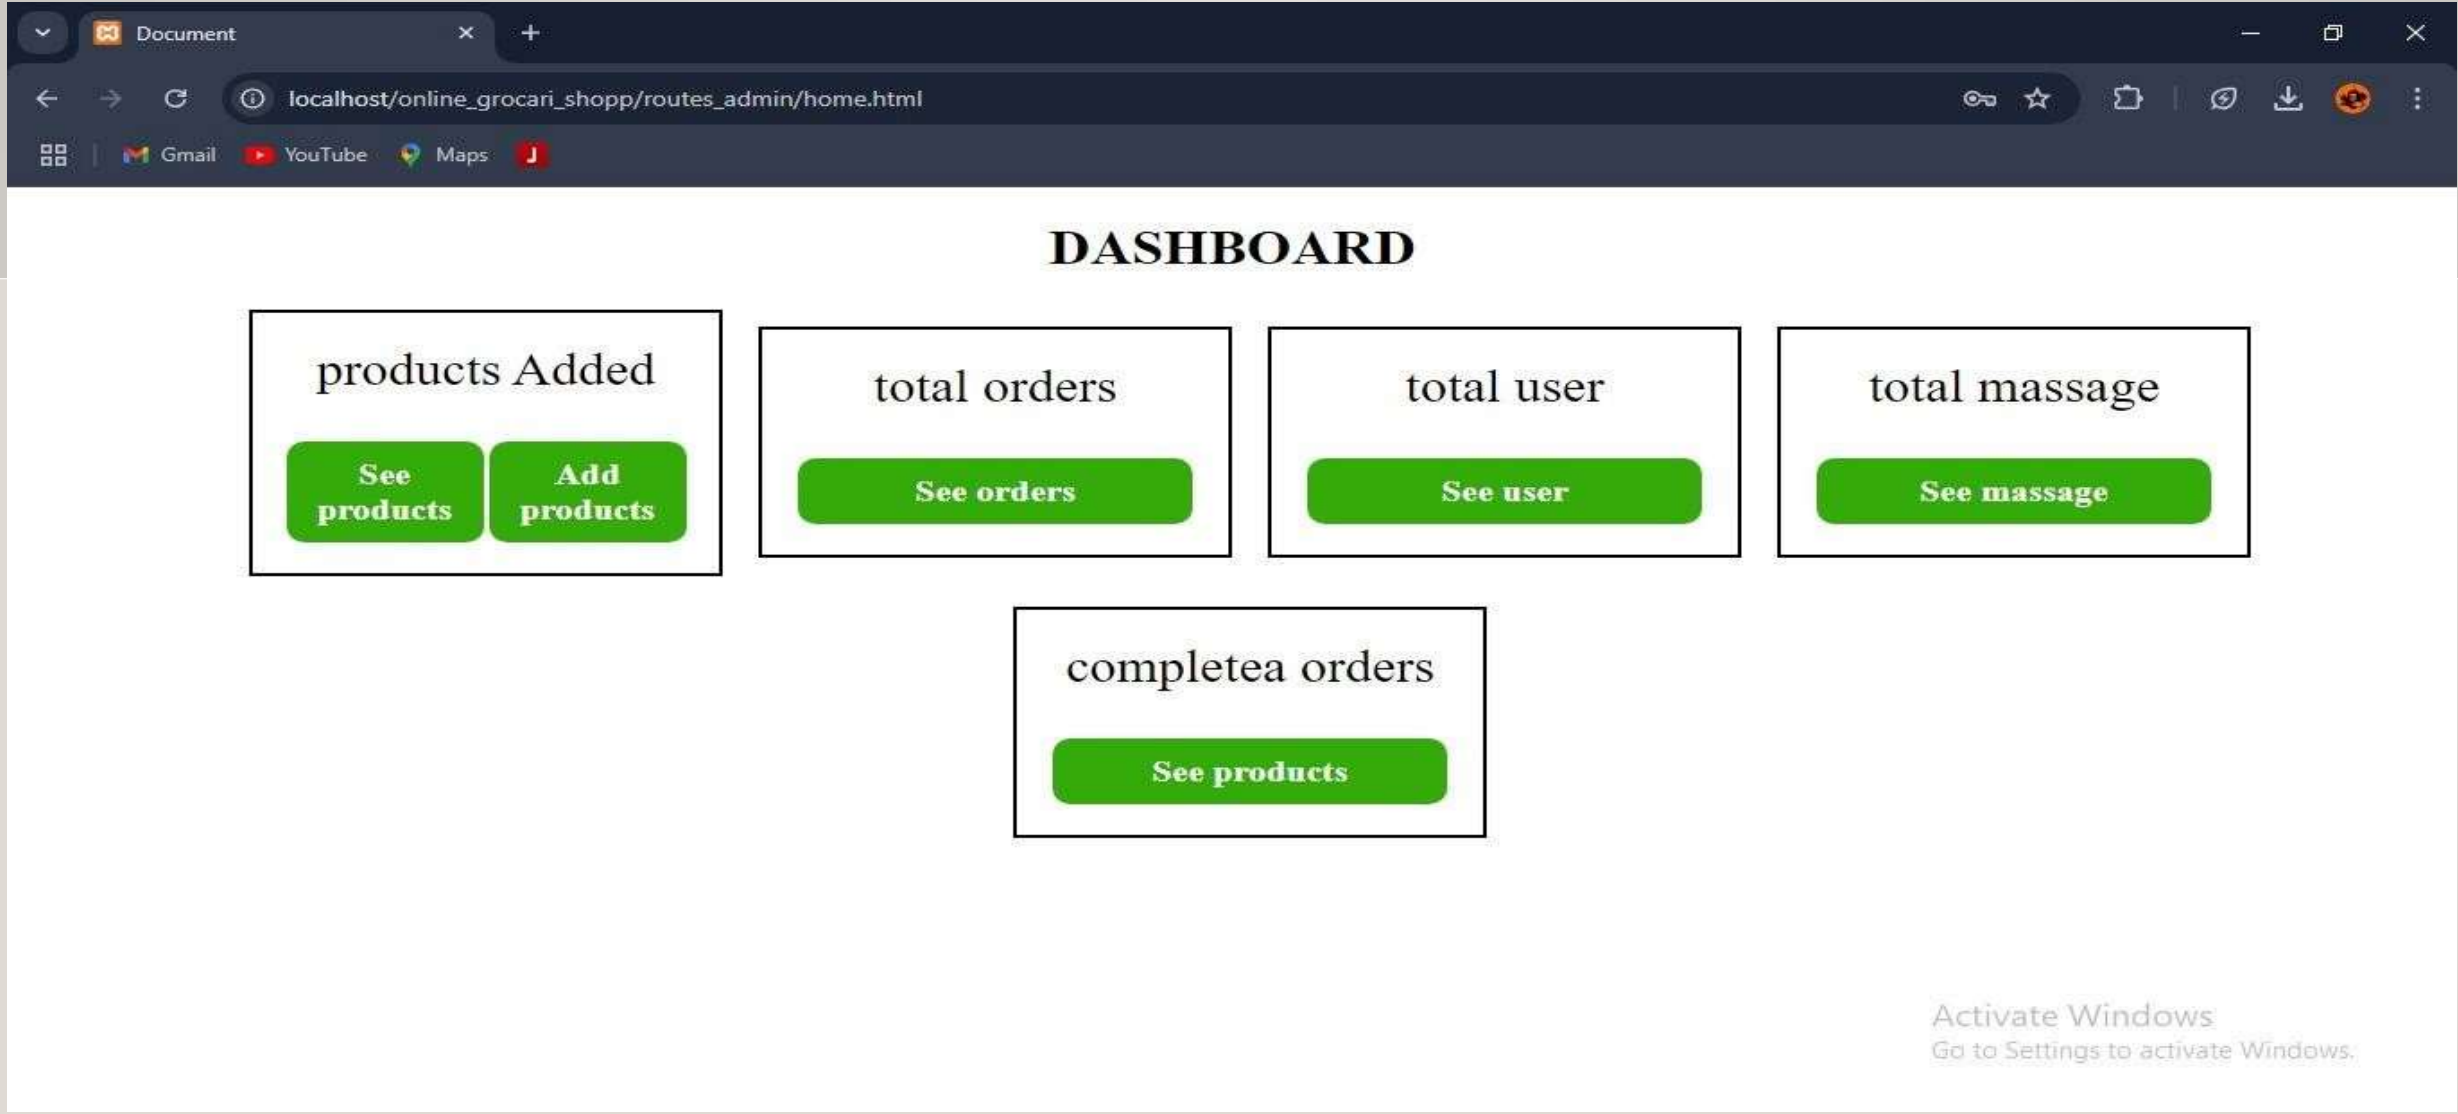 Document
localhost/online_grocari_shopp/routes_admin/home.html
Gmail YouTube Maps J
DASHBOARD
products Added
See
products
Add
products
total orders
See orders
total user
See user
total massage
See massage
completea orders
See products
Activate Windows
Go to Settings to activate Windows.